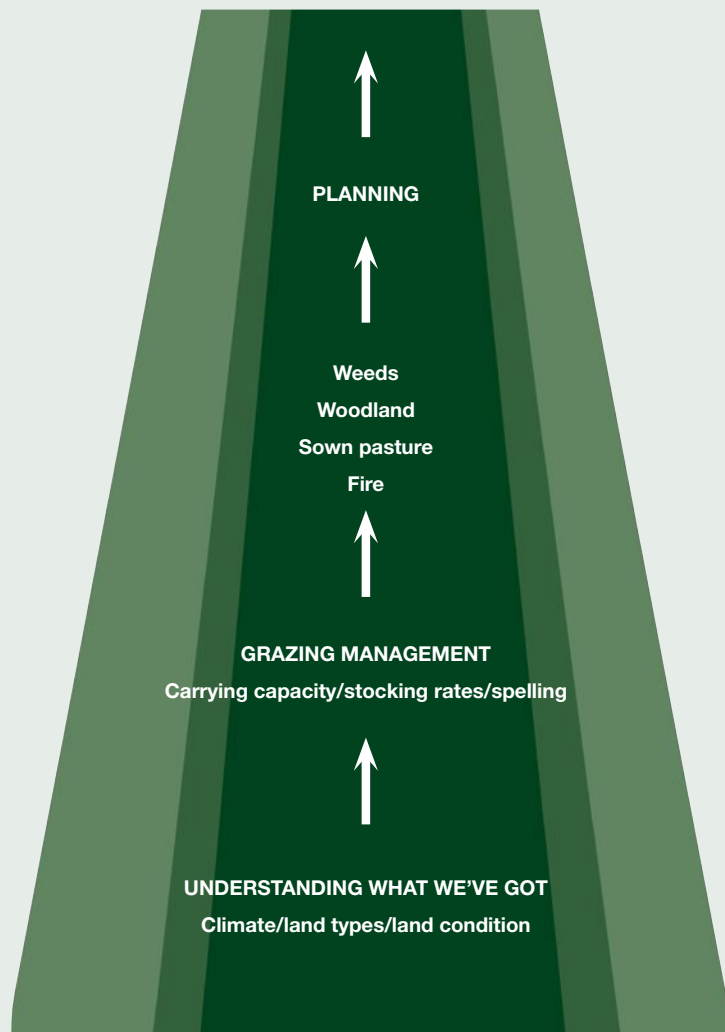 PLANNING
Weeds
Woodland
Sown pasture
Fire
GRAZING MANAGEMENT
Carrying capacity/stocking rates/spelling
UNDERSTANDING WHAT WE'VE GOT
Climate/land types/land condition